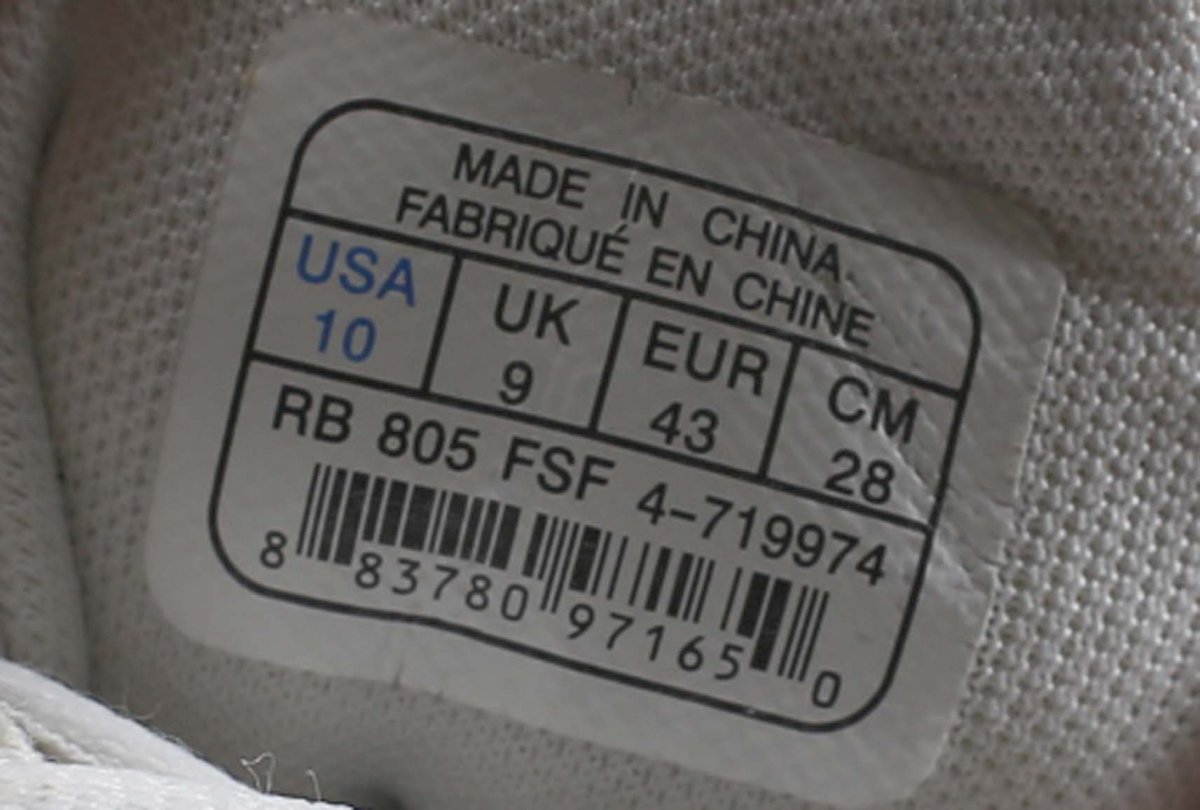 MADE IN CHINA
FABRIQUÉ EN CHINE
USA UK EUR CM
10 9 43 28
RB 805 FSF 4-719974
8 83780 97165 0